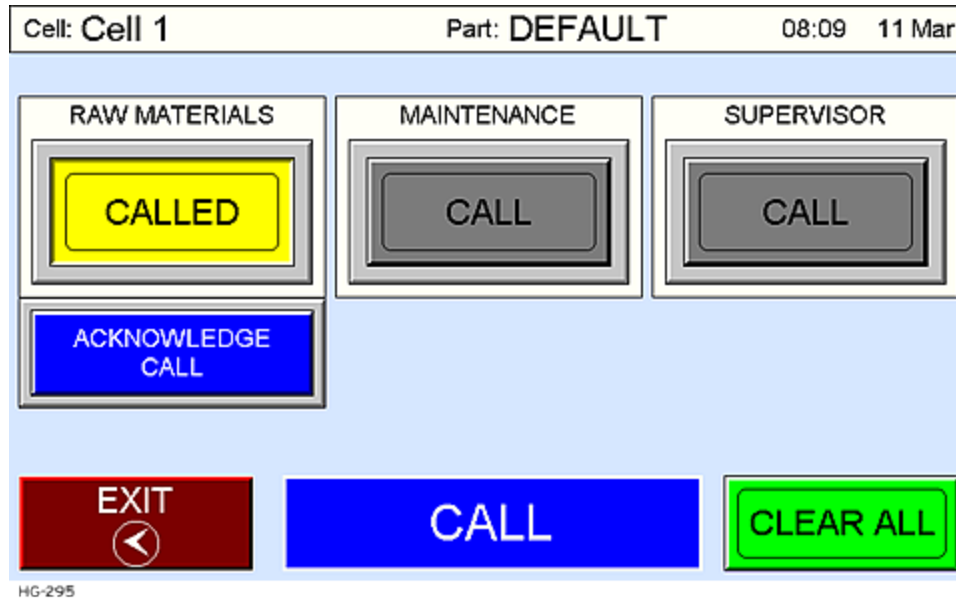 Cell: Cell 1 Part: DEFAULT 08:09 11 Mar
RAW MATERIALS MAINTENANCE SUPERVISOR
CALLED CALL CALL
ACKNOWLEDGE
CALL
EXIT
CALL CLEAR ALL
HG-295